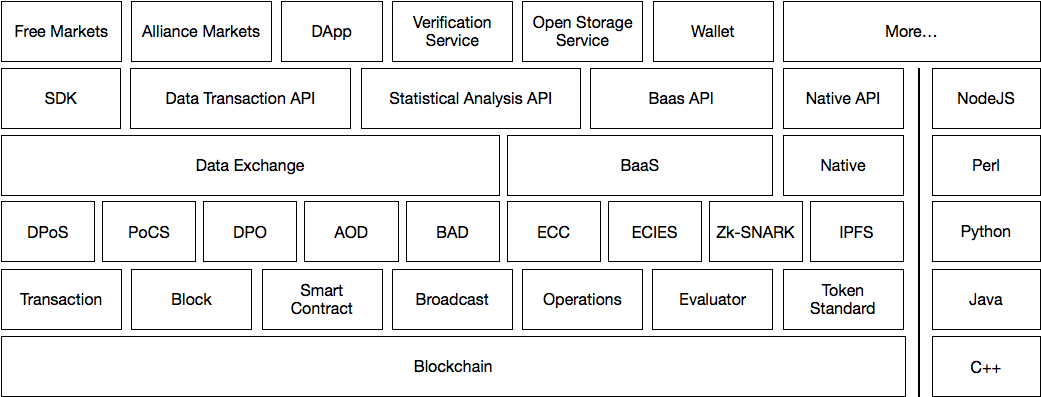 Free Markets
Alliance Markets
DApp
Verification
Service
Open Storage
Service
Wallet
More…
SDK
Data Transaction API
Statistical Analysis API
Baas API
Native API
NodeJS
Data Exchange
BaaS
Native
Perl
DPoS
PoCS
DPO
AOD
BAD
ECC
ECIES
Zk-SNARK
IPFS
Python
Transaction
Block
Smart
Contract
Broadcast
Operations
Evaluator
Token
Standard
Java
Blockchain
C++